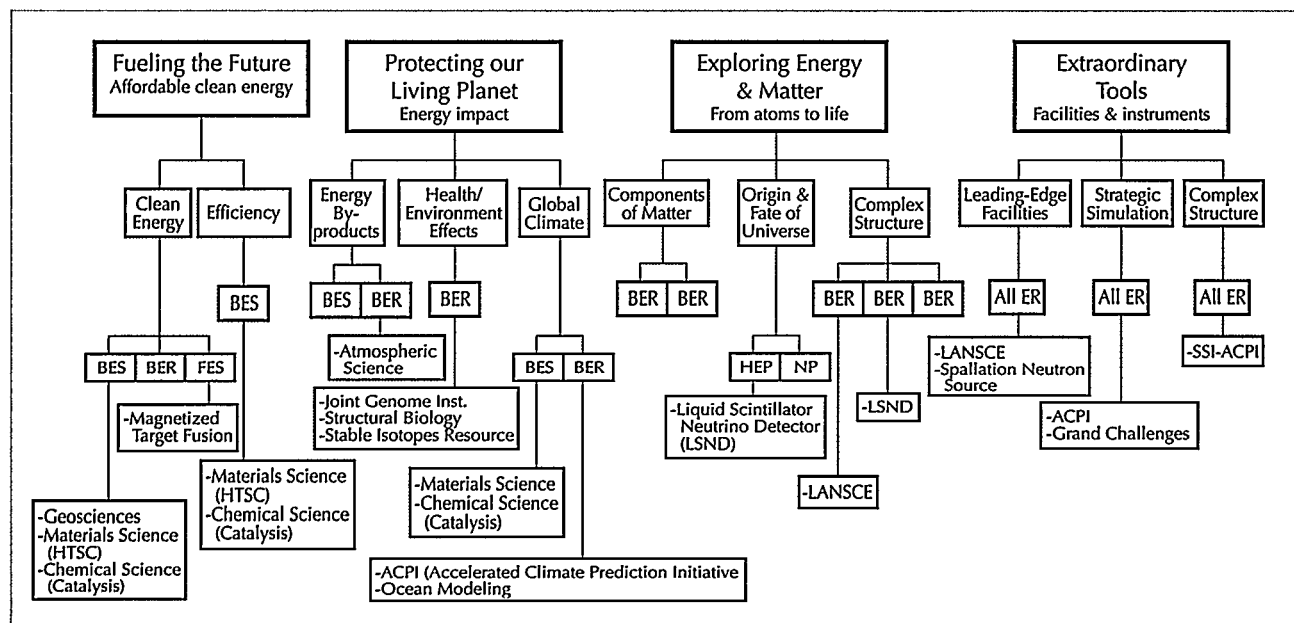 Fueling the Future
Affordable clean energy
Protecting our
Living Planet
Energy impact
Exploring Energy
& Matter
From atoms to life
Extraordinary
Tools
Facilities & instruments
Clean
Energy
Efficiency
Energy
By-
products
Health/
Environment
Effects
Global
Climate
Components
of Matter
Origin &
Fate of
Universe
Complex
Structure
Leading-Edge
Facilities
Strategic
Simulation
Complex
Structure
BES
BES BER
BER
BER BER
BER BER BER
All ER
All ER
All ER
BES BER FES
-Atmospheric
Science
BES BER
HEP NP
-LANSCE
-Spallation Neutron
Source
-SSI-ACPI
-Magnetized
Target Fusion
-Joint Genome Inst.
-Structural Biology
-Stable Isotopes Resource
-Liquid Scintillator
Neutrino Detector
(LSND)
-LSND
-ACPI
-Grand Challenges
-Materials Science
(HTSC)
-Chemical Science
(Catalysis)
-Materials Science
-Chemical Science
(Catalysis)
-LANSCE
-Geosciences
-Materials Science
(HTSC)
-Chemical Science
(Catalysis)
-ACPI (Accelerated Climate Prediction Initiative
-Ocean Modeling